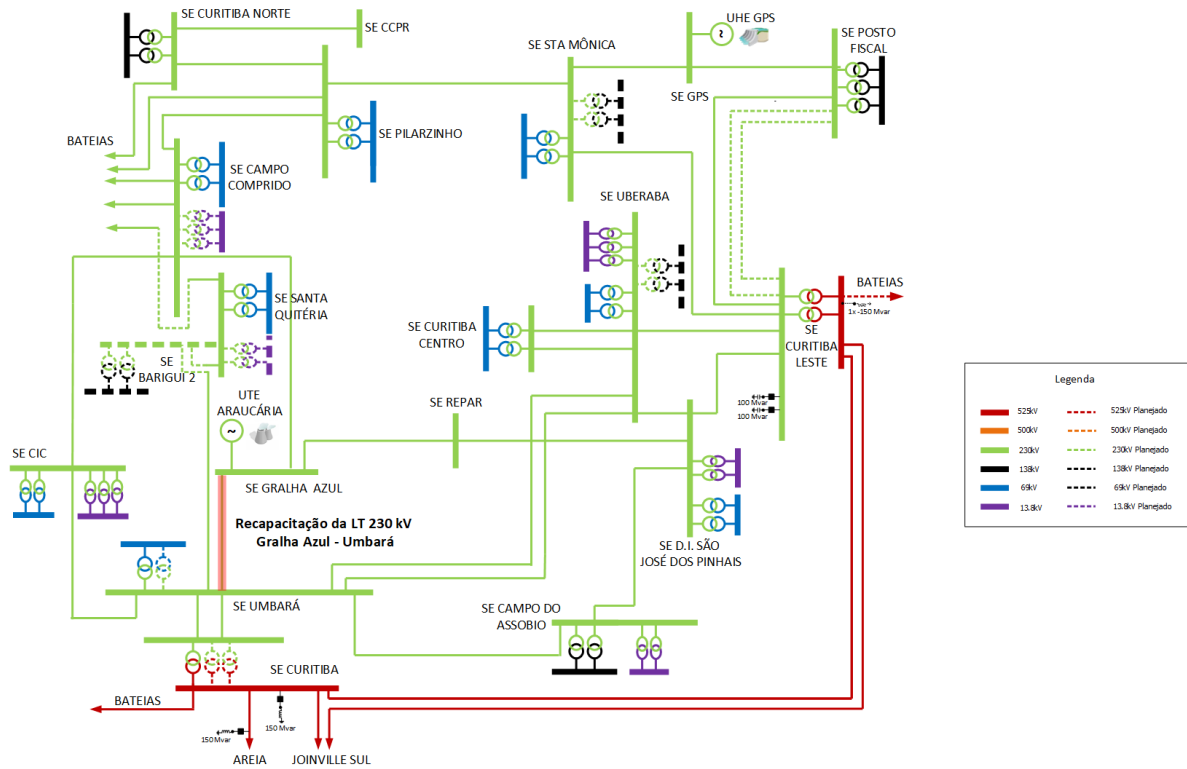 SE CURITIBA NORTE
SE CCPR
UHE GPS
~
SE STA MÔNICA
SE POSTO
FISCAL
SE GPS
SE PILARZINHO
BATEIAS
SE CAMPO
COMPRIDO
SE UBERABA
SE SANTA
QUITÉRIA
BATEIAS
1x -150 Mvar
SE CURITIBA
CENTRO
SE
CURITIBA
LESTE
SE
BARIGUI 2
100 Mvar
100 Mvar
UTE
ARAUCÁRIA
~
SE REPAR
SE CIC
SE GRALHA AZUL
Recapacitação da LT 230 kV
Gralha Azul - Umbará
SE D.I. SÃO
JOSÉ DOS PINHAIS
SE UMBARÁ
SE CAMPO DO
ASSOBIO
SE CURITIBA
BATEIAS
150 Mvar
150 Mvar
AREIA
JOINVILLE SUL
Legenda
525kV
525kV Planejado
500kV
500kV Planejado
230kV
230kV Planejado
138kV
69kV Planejado
69kV
69kV Planejado
13.8kV
13.8kV Planejado